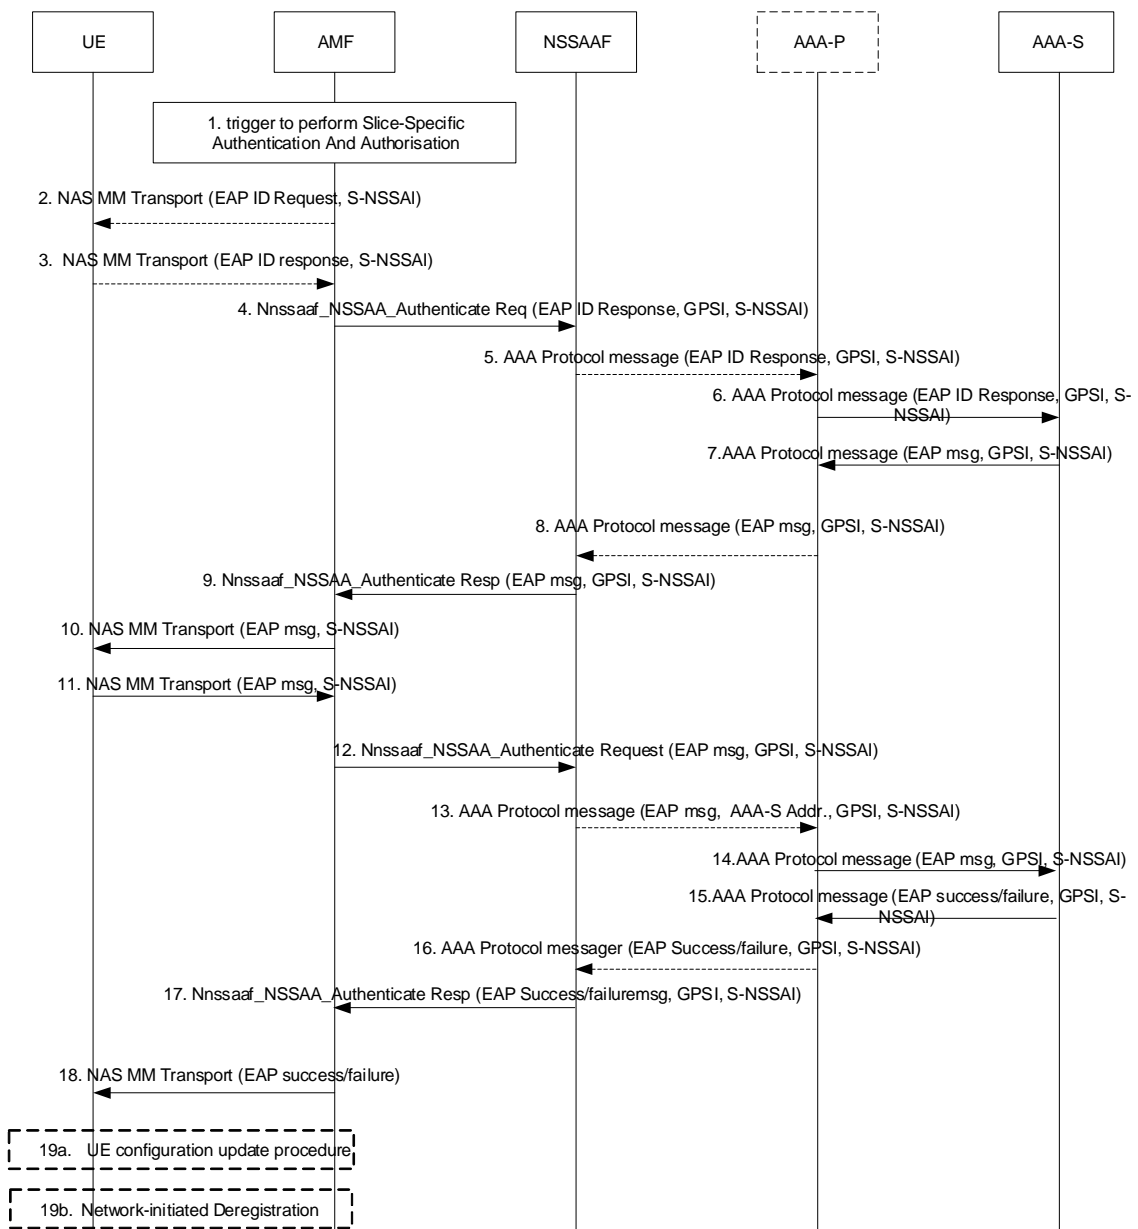 UE
AMF
NSSAAF
AAA-P
AAA-S
1. trigger to perform Slice-Specific
Authentication And Authorisation
2. NAS MM Transport (EAP ID Request, S-NSSAI)
3.  NAS MM Transport (EAP ID response, S-NSSAI)
4. Nnssaaf_NSSAA_Authenticate Req (EAP ID Response, GPSI, S-NSSAI)
5. AAA Protocol message (EAP ID Response, GPSI, S-NSSAI)
6. AAA Protocol message (EAP ID Response, GPSI, S-
NSSAI)
7.AAA Protocol message (EAP msg, GPSI, S-NSSAI)
8. AAA Protocol message (EAP msg, GPSI, S-NSSAI)
9. Nnssaaf_NSSAA_Authenticate Resp (EAP msg, GPSI, S-NSSAI)
10. NAS MM Transport (EAP msg, S-NSSAI)
11. NAS MM Transport (EAP msg, S-NSSAI)
12. Nnssaaf_NSSAA_Authenticate Request (EAP msg, GPSI, S-NSSAI)
13. AAA Protocol message (EAP msg,  AAA-S Addr., GPSI, S-NSSAI)
14.AAA Protocol message (EAP msg, GPSI, S-NSSAI)
15.AAA Protocol message (EAP success/failure, GPSI, S-
NSSAI)
16. AAA Protocol messager (EAP Success/failure, GPSI, S-NSSAI)
17. Nnssaaf_NSSAA_Authenticate Resp (EAP Success/failuremsg, GPSI, S-NSSAI)
18. NAS MM Transport (EAP success/failure)
19a.   UE configuration update procedure
19b.  Network-initiated Deregistration